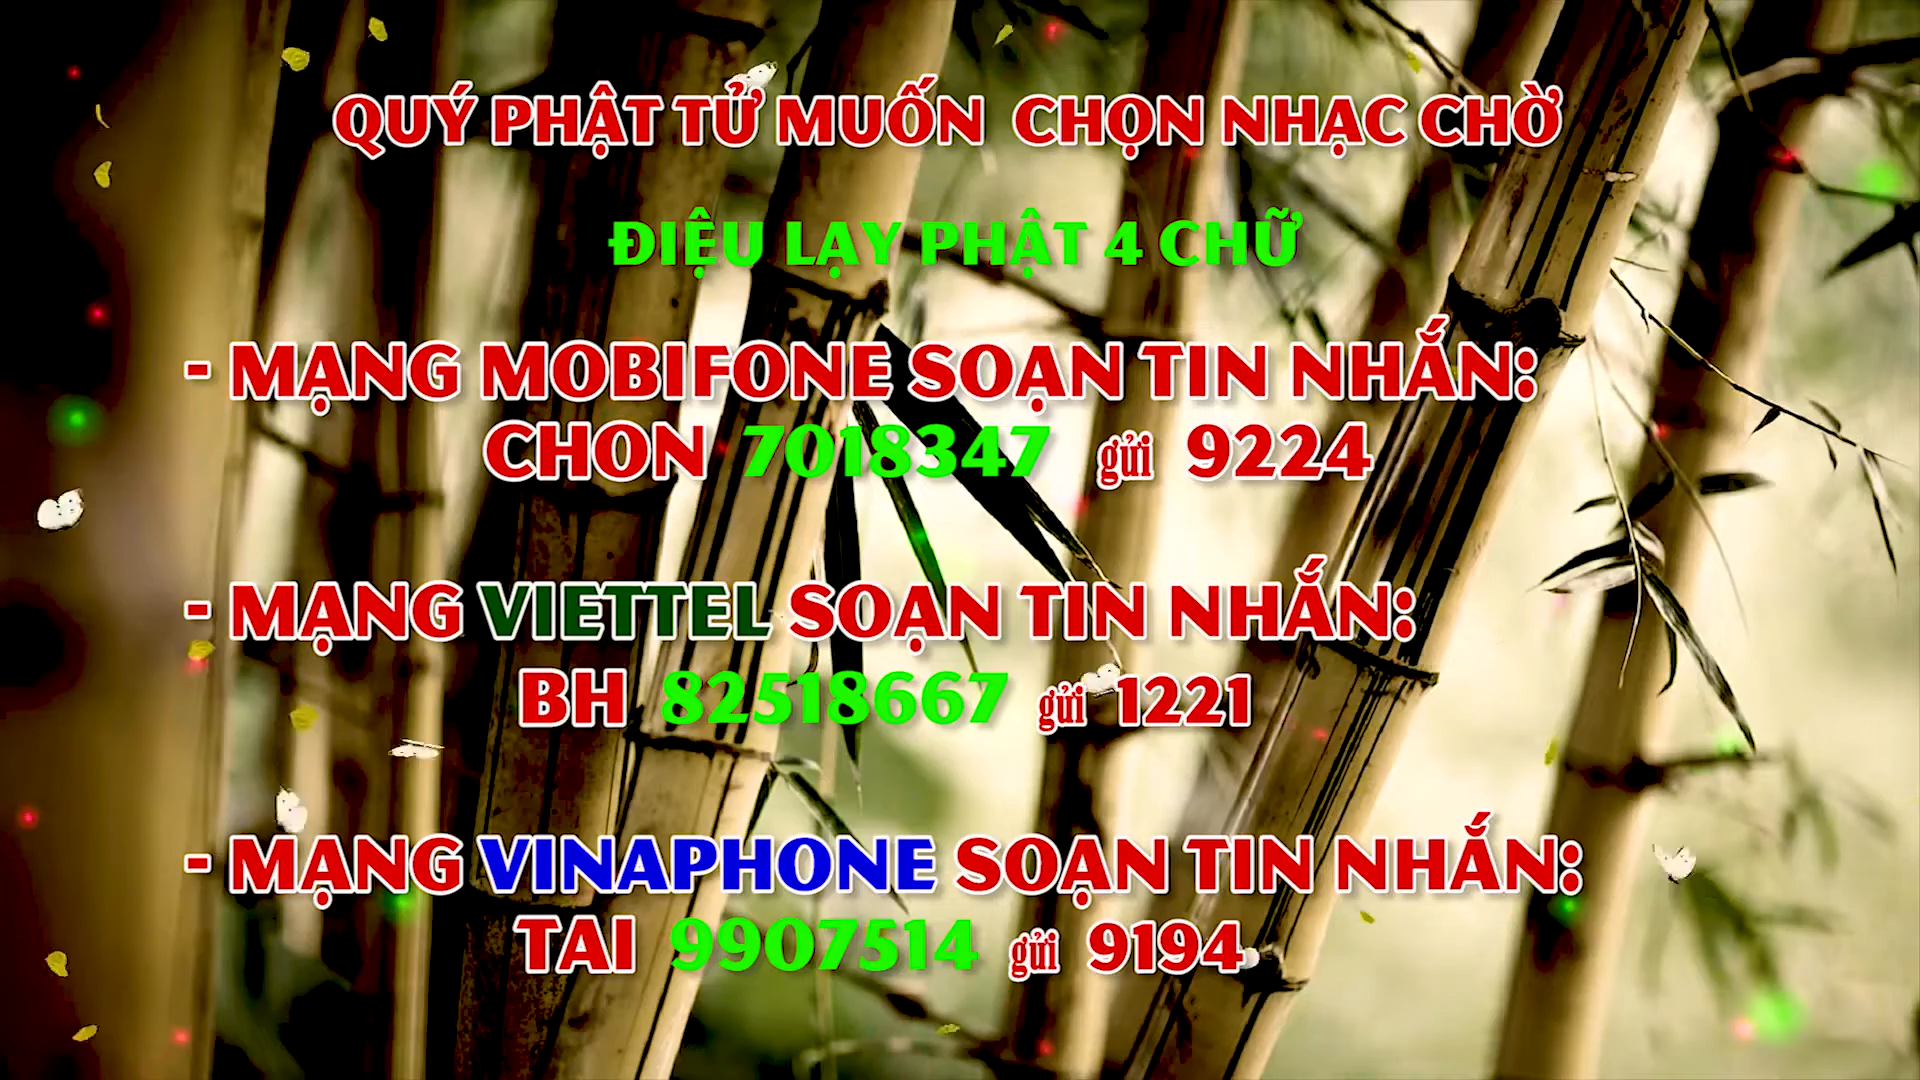 QUÝ PHẬT TỬ MUỐN CHỌN NHẠC CHỜ
ĐIỆU LẠY PHẬT 4 CHỮ
- MẠNG MOBIFONE SOẠN TIN NHẮN:
CHON 7018347 gửi 9224
- MẠNG VIETTEL SOẠN TIN NHẮN:
BH 82518667 gửi 1221
- MẠNG VINAPHONE SOẠN TIN NHẮN:
TAI 9907514 gửi 9194